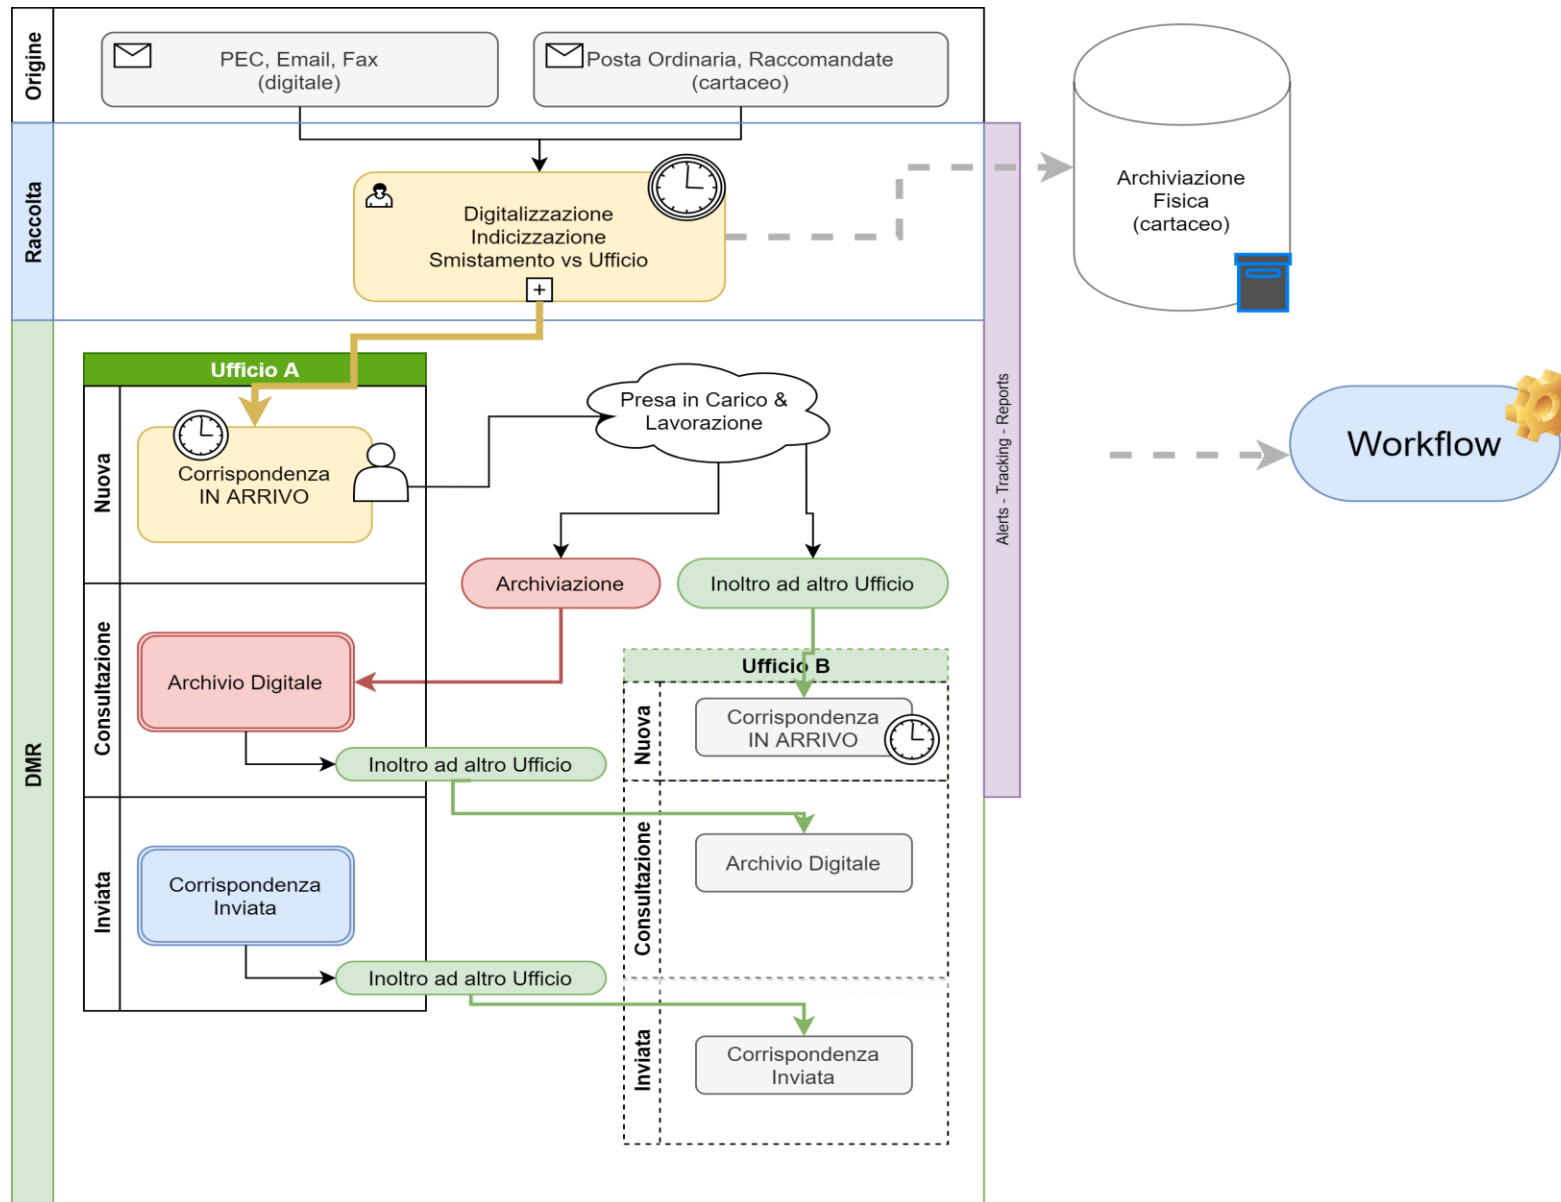 Origine
PEC, Email, Fax
(digitale)
Posta Ordinaria, Raccomandate
(cartaceo)
Raccolta
Digitalizzazione
Indicizzazione
Smistamento vs Ufficio
Archiviazione
Fisica
(cartaceo)
DMR
Ufficio A
Nuova
Corrispondenza
IN ARRIVO
Presa in Carico &
Lavorazione
Alerts - Tracking - Reports
Workflow
Archiviazione
Inoltro ad altro Ufficio
Consultazione
Archivio Digitale
Inoltro ad altro Ufficio
Ufficio B
Nuova
Corrispondenza
IN ARRIVO
Consultazione
Archivio Digitale
Inviata
Corrispondenza
Inviata
Inoltro ad altro Ufficio
Inviata
Corrispondenza
Inviata